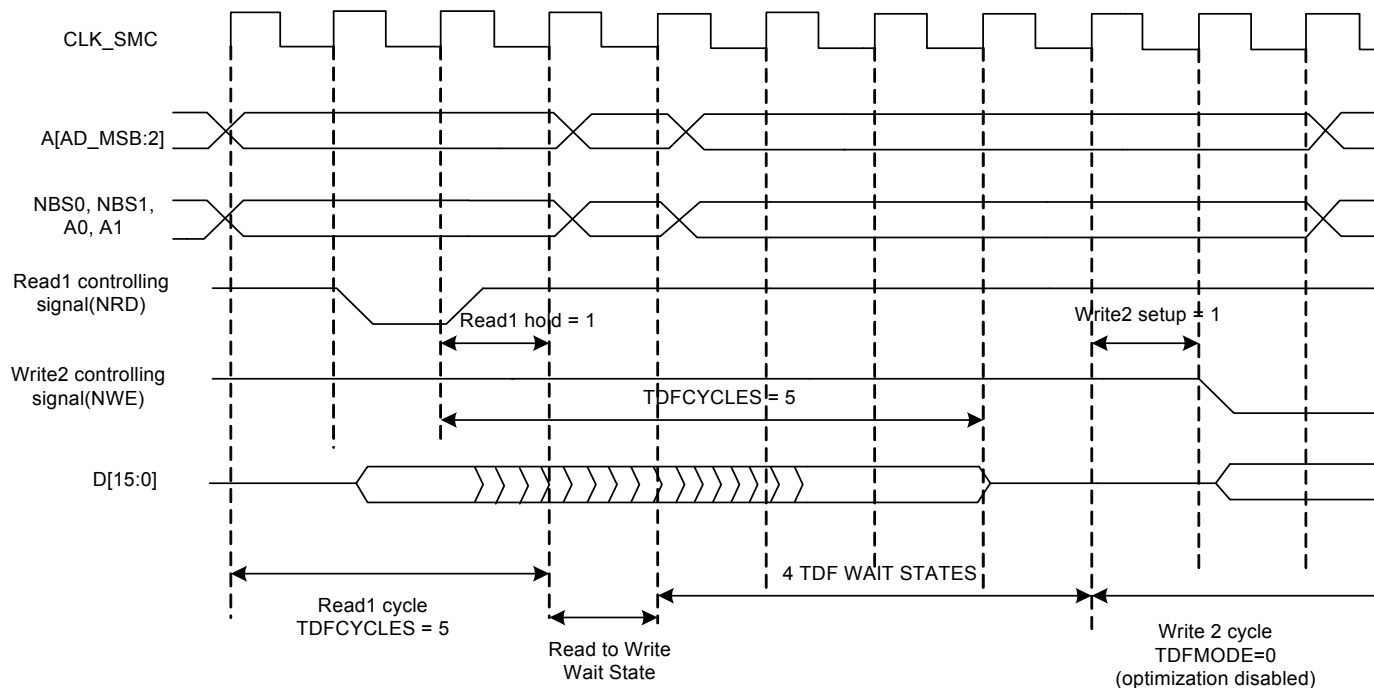 CLK_SMC
A[AD_MSB:2]
NBS0, NBS1,
A0, A1
Read1 controlling
signal(NRD)
Read1 hold = 1
Write2 setup = 1
Write2 controlling
signal(NWE)
TDFCYCLES = 5
D[15:0]
4 TDF WAIT STATES
Read1 cycle
TDFCYCLES = 5
Read to Write
Wait State
Write 2 cycle
TDFMODE=0
(optimization disabled)